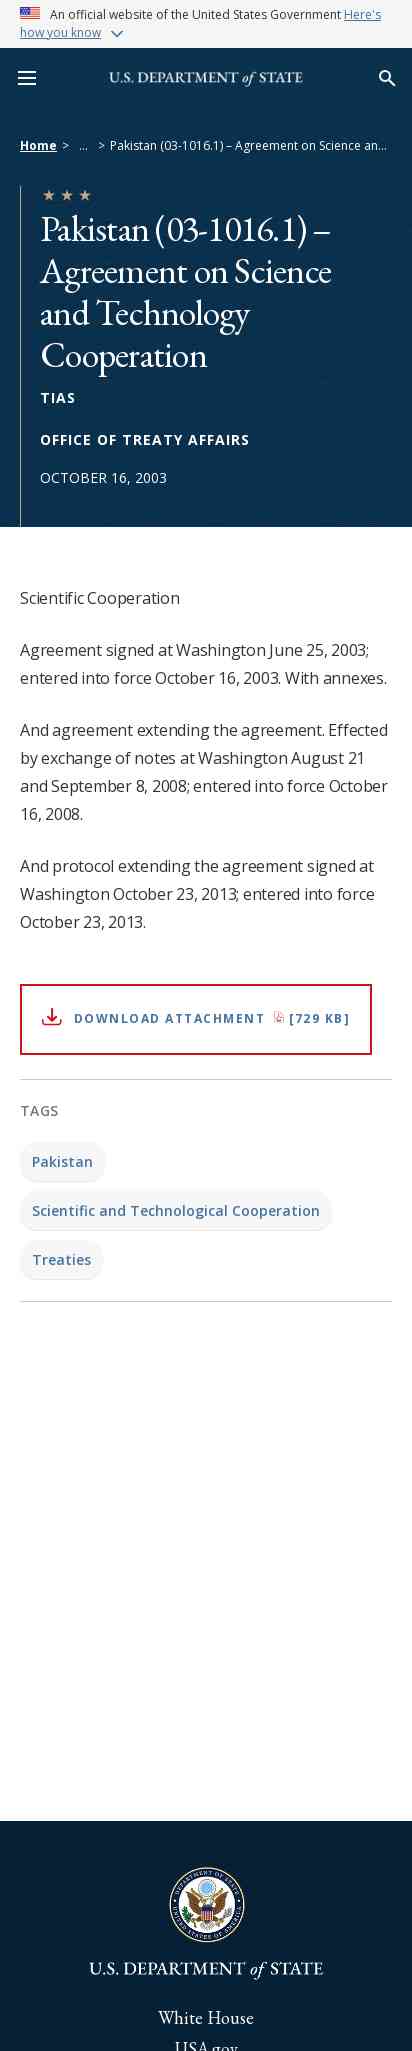 An official website of the United States Government Here's
how you know
U.S. DEPARTMENT of STATE
Home > ... > Pakistan (03-1016.1) – Agreement on Science an...
Pakistan (03-1016.1) –
Agreement on Science
and Technology
Cooperation
TIAS
OFFICE OF TREATY AFFAIRS
OCTOBER 16, 2003
Scientific Cooperation
Agreement signed at Washington June 25, 2003;
entered into force October 16, 2003. With annexes.
And agreement extending the agreement. Effected
by exchange of notes at Washington August 21
and September 8, 2008; entered into force October
16, 2008.
And protocol extending the agreement signed at
Washington October 23, 2013; entered into force
October 23, 2013.
DOWNLOAD ATTACHMENT [729 KB]
TAGS
Pakistan
Scientific and Technological Cooperation
Treaties
DEPARTMENT OF STATE
UNITED STATES OF AMERICA
U.S. DEPARTMENT of STATE
White House
USA.gov